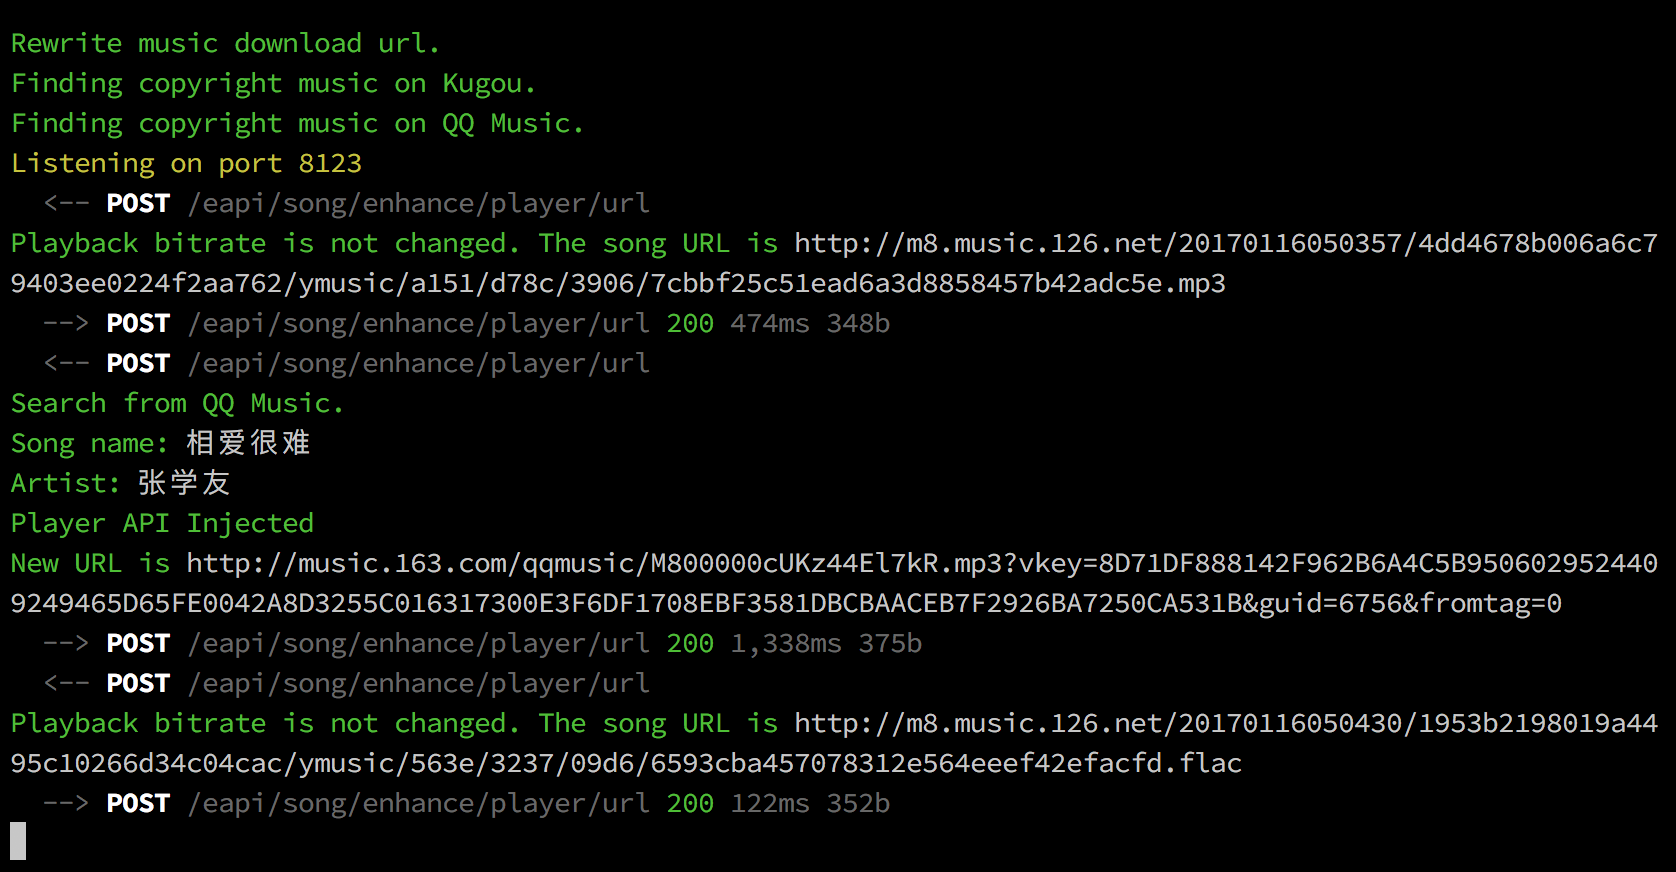 Rewrite music download url.
Finding copyright music on Kugou.
Finding copyright music on QQ Music.
Listening on port 8123
<-- POST /eapi/song/enhance/player/url
Playback bitrate is not changed. The song URL is http://m8.music.126.net/20170116050357/4dd4678b006a6c7
9403ee0224f2aa762/ymusic/a151/d78c/3906/7cbbf25c51ead6a3d8858457b42adc5e.mp3
--> POST /eapi/song/enhance/player/url 200 474ms 348b
<-- POST /eapi/song/enhance/player/url
Search from QQ Music.
Song name: 相爱很难
Artist: 张学友
Player API Injected
New URL is http://music.163.com/qqmusic/M800000cUKz44El7kR.mp3?vkey=8D71DF888142F962B6A4C5B950602952440
9249465D65FE0042A8D3255C016317300E3F6DF1708EBF3581DBCBAACEB7F2926BA7250CA531B&guid=6756&fromtag=0
--> POST /eapi/song/enhance/player/url 200 1,338ms 375b
<-- POST /eapi/song/enhance/player/url
Playback bitrate is not changed. The song URL is http://m8.music.126.net/20170116050430/1953b2198019a44
95c10266d34c04cac/ymusic/563e/3237/09d6/6593cba457078312e564eeef42efacfd.flac
--> POST /eapi/song/enhance/player/url 200 122ms 352b